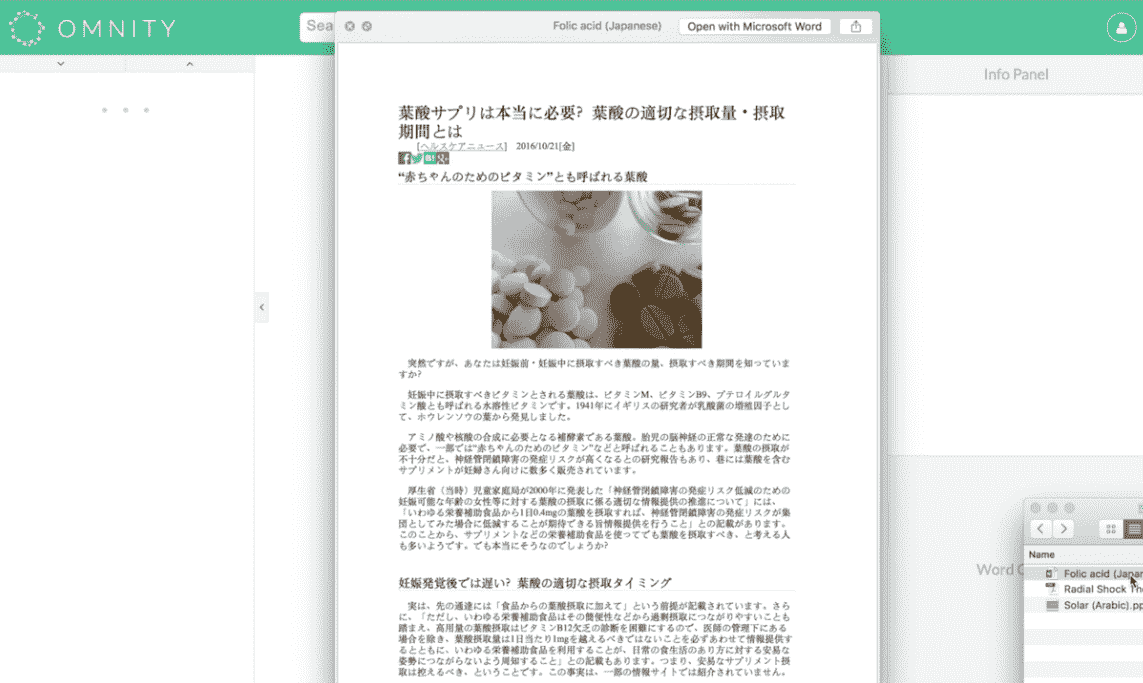 OMNITY
Sea
Folic acid (Japanese)
Open with Microsoft Word
Info Panel
葉酸サプリは本当に必要? 葉酸の適切な摂取量・摂取
期間とは
[ヘルスケアニュース] 2016/10/21[金]
“赤ちゃんのためのビタミン”とも呼ばれる葉酸
突然ですが、あなたは妊娠前・妊娠中に摂取すべき葉酸の量、摂取すべき期間を知っていま
すか?
妊娠中に摂取すべきビタミンとされる葉酸は、ビタミンM、ビタミンB9、プテロイルグルタ
ミン酸とも呼ばれる水溶性ビタミンです。1941年にイギリスの研究者が乳酸菌の増殖因子とし
て、ホウレンソウの葉から発見しました。
アミノ酸や核酸の合成に必要となる補酵素である葉酸。胎児の脳神経の正常な発達のために
必要で、一部では“赤ちゃんのためのビタミン”などと呼ばれることもあります。葉酸の摂取が
不十分だと、神経管閉鎖障害の発症リスクが高くなるとの研究報告もあり、巷には葉酸を含む
サプリメントが妊婦さん向けに数多く販売されています。
厚生省（当時）児童家庭局が2000年に発表した「神経管閉鎖障害の発症リスク低減のための
妊娠可能な年齢の女性等に対する葉酸の摂取に係る適切な情報提供の推進について」には、
「いわゆる栄養補助食品から1日0.4mgの葉酸を摂取すれば、神経管閉鎖障害の発症リスクが集
団としてみた場合に低減することが期待できる旨情報提供を行うこと」との記載があります。
このことから、サプリメントなどの栄養補助食品を使ってでも葉酸を摂取すべき、と考える人
も多いようです。でも本当にそうなのでしょうか?
妊娠発覚後では遅い? 葉酸の適切な摂取タイミング
実は、先の通達には「食品からの葉酸摂取に加えて」という前提が記載されています。さら
に、「ただし、いわゆる栄養補助食品はその簡便性などから過剰摂取につながりやすいことも
踏まえ、高用量の葉酸摂取はビタミンB12欠乏の診断を困難にするので、医師の管理下にある
場合を除き、葉酸摂取量は1日当たり1mgを越えるべきではないことを必ずあわせて情報提供す
るとともに、いわゆる栄養補助食品を利用することが、日常の食生活のあり方に対する安易な
姿勢につながらないよう周知すること」との記載もあります。つまり、安易なサプリメント摂
取は控えるべき、ということです。この事実は、一部の情報サイトでは紹介されていません。
Word
Name
Folic acid (Japan
Radial Shock
Solar (Arabic).pp